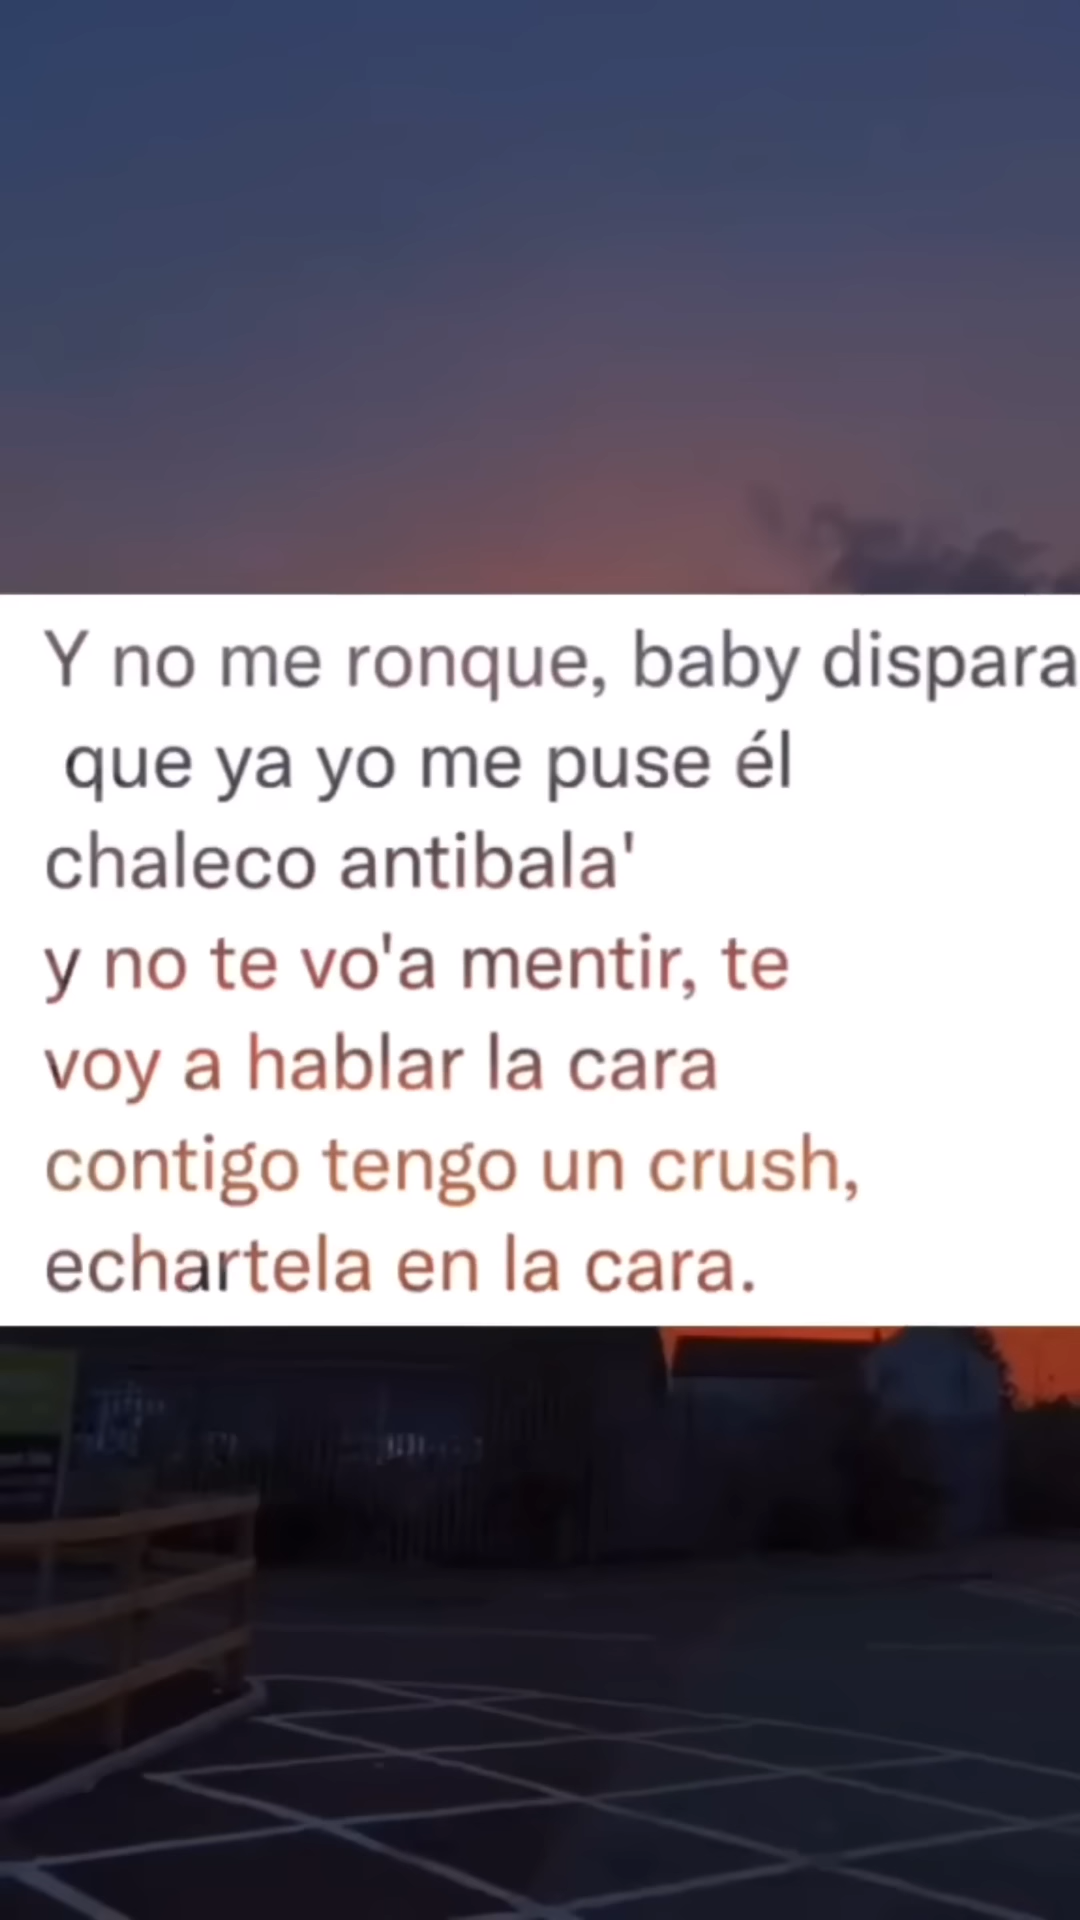 Y no me ronque, baby dispara
que ya yo me puse él
chaleco antibala'
y no te vo'a mentir, te
voy a hablar la cara
contigo tengo un crush,
echartela en la cara.